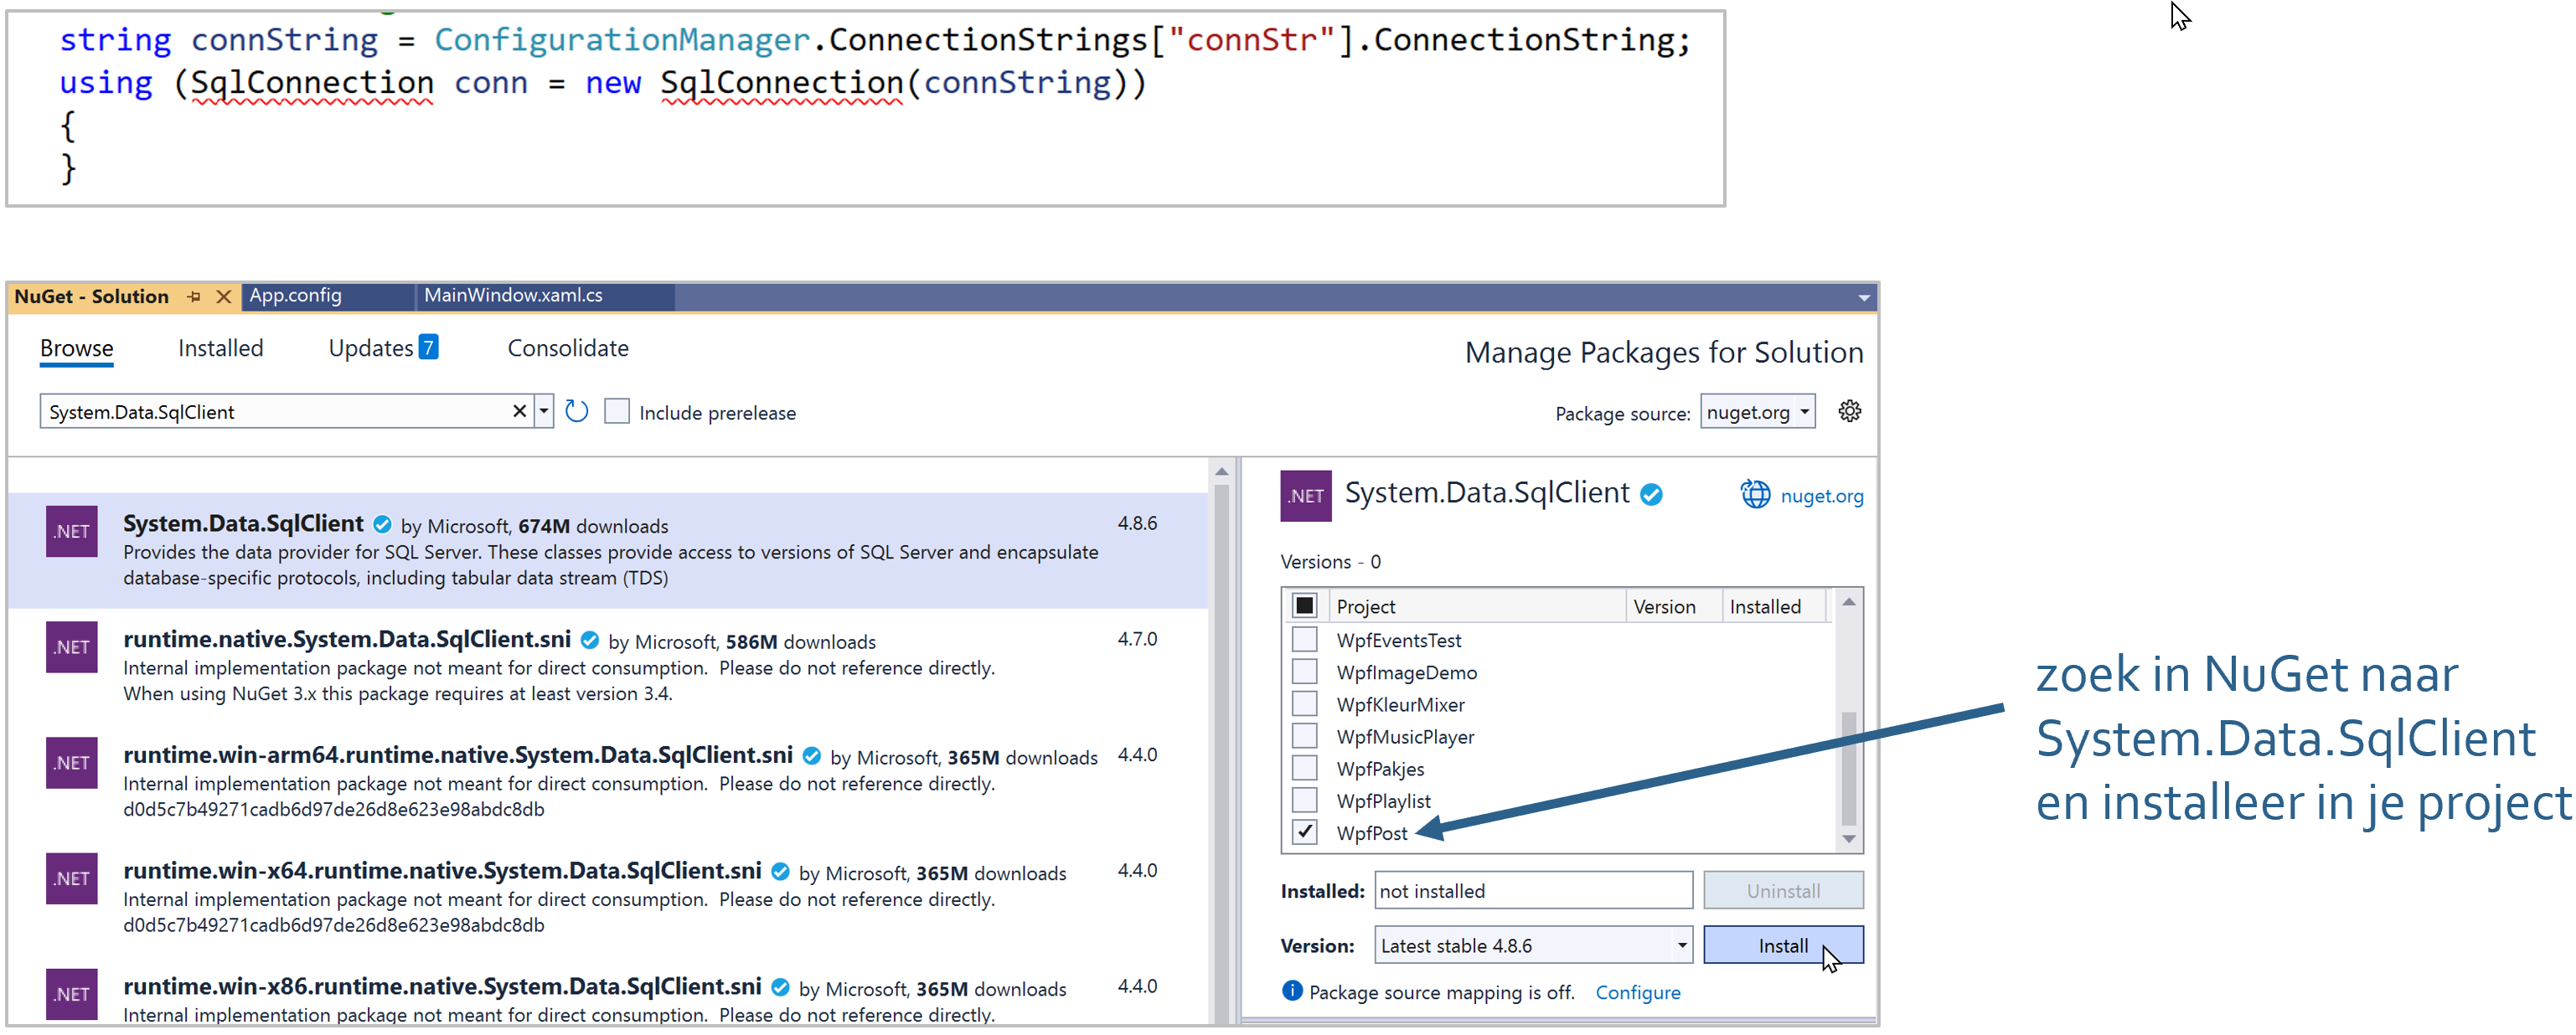 string connString = ConfigurationManager.ConnectionStrings["connStr"].ConnectionString;
using (SqlConnection conn = new SqlConnection(connString))
{
}
NuGet - Solution App.config MainWindow.xaml.cs
Browse Installed Updates 7 Consolidate Manage Packages for Solution
System.Data.SqlClient Include prerelease Package source: nuget.org
.NET System.Data.SqlClient by Microsoft, 674M downloads 4.8.6
Provides the data provider for SQL Server. These classes provide access to versions of SQL Server and encapsulate
database-specific protocols, including tabular data stream (TDS)
.NET runtime.native.System.Data.SqlClient.sni by Microsoft, 586M downloads 4.7.0
Internal implementation package not meant for direct consumption. Please do not reference directly.
When using NuGet 3.x this package requires at least version 3.4.
.NET runtime.win-arm64.runtime.native.System.Data.SqlClient.sni by Microsoft, 365M downloads 4.4.0
Internal implementation package not meant for direct consumption. Please do not reference directly.
d0d5c7b49271cadb6d97de26d8e623e98abdc8db
.NET runtime.win-x64.runtime.native.System.Data.SqlClient.sni by Microsoft, 365M downloads 4.4.0
Internal implementation package not meant for direct consumption. Please do not reference directly.
d0d5c7b49271cadb6d97de26d8e623e98abdc8db
.NET runtime.win-x86.runtime.native.System.Data.SqlClient.sni by Microsoft, 365M downloads 4.4.0
Internal implementation package not meant for direct consumption. Please do not reference directly.
.NET System.Data.SqlClient nuget.org
Versions - 0
Project Version Installed
WpfEventsTest
WpfImageDemo
WpfKleurMixer
WpfMusicPlayer
WpfPakjes
WpfPlaylist
WpfPost
Installed: not installed Uninstall
Version: Latest stable 4.8.6 Install
Package source mapping is off. Configure
zoek in NuGet naar
System.Data.SqlClient
en installeer in je project